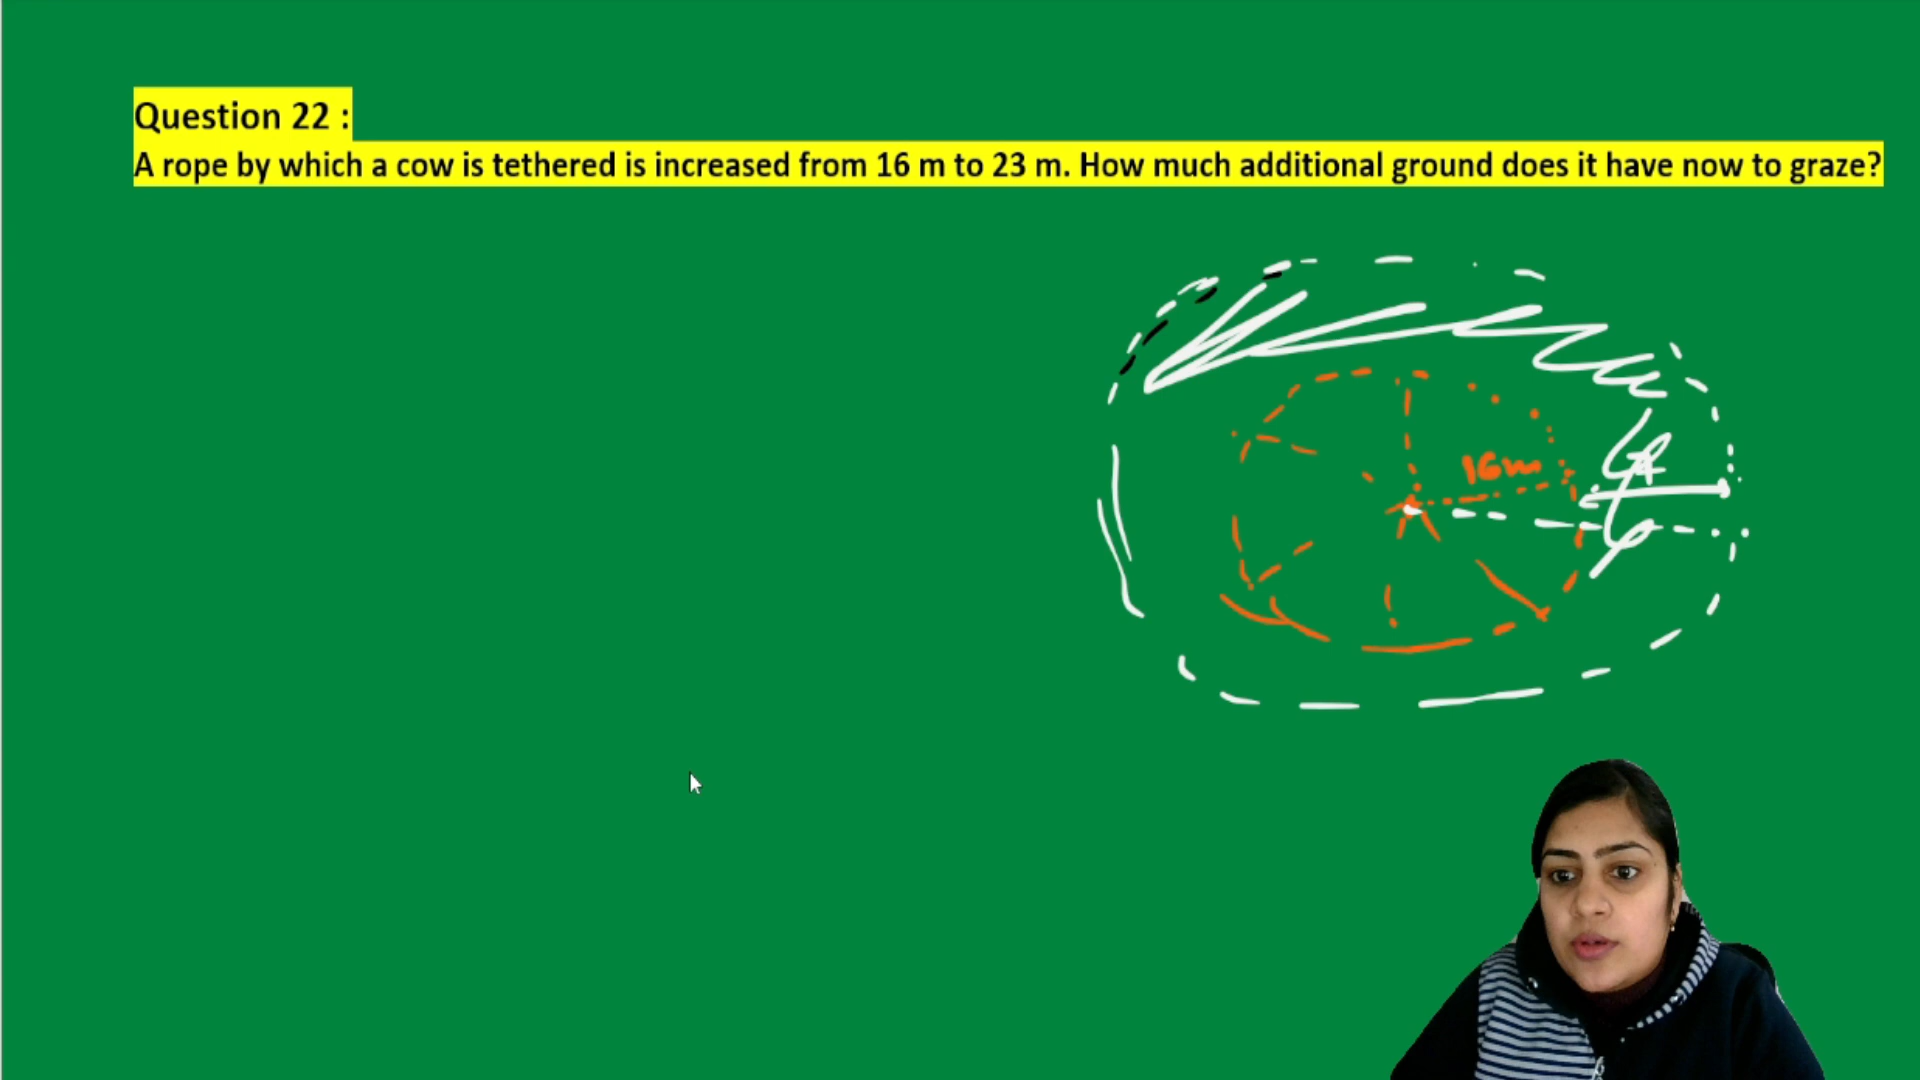 Question 22 :
A rope by which a cow is tethered is increased from 16 m to 23 m. How much additional ground does it have now to graze?
16m